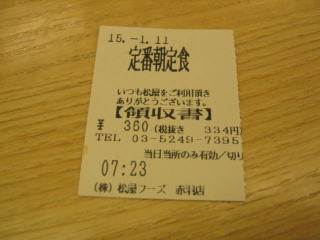 15.-1.11
定番朝定食
いつも松屋をご利用頂き
ありがとうございます。
【領収書】
¥ 360 (税抜き 334円)
TEL 03-5249-7395
当日当所のみ有効/切り
07:23
(株) 松屋フーズ 赤羽店